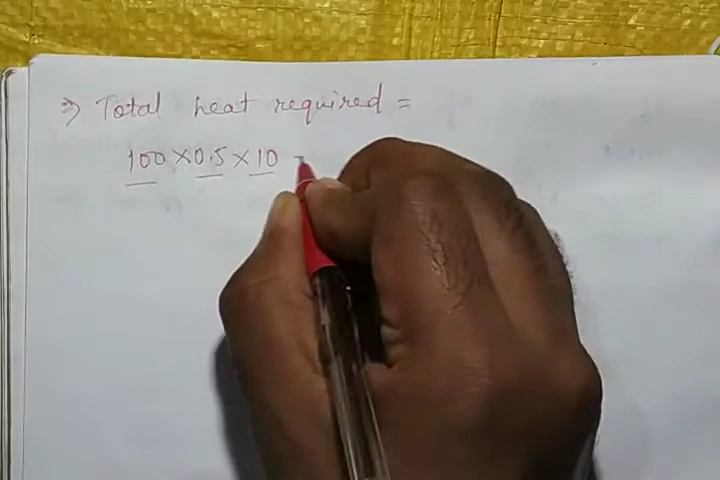 ⇒ Total heat required =
100 × 0.5 × 10 -